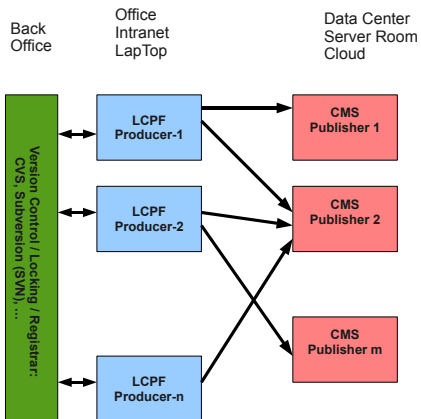 Back
Office
Office
Intranet
LapTop
Data Center
Server Room
Cloud
Version Control / Locking / Registrar:
CVS, Subversion (SVN), ...
LCPF
Producer-1
CMS
Publisher 1
LCPF
Producer-2
CMS
Publisher 2
CMS
Publisher m
LCPF
Producer-n